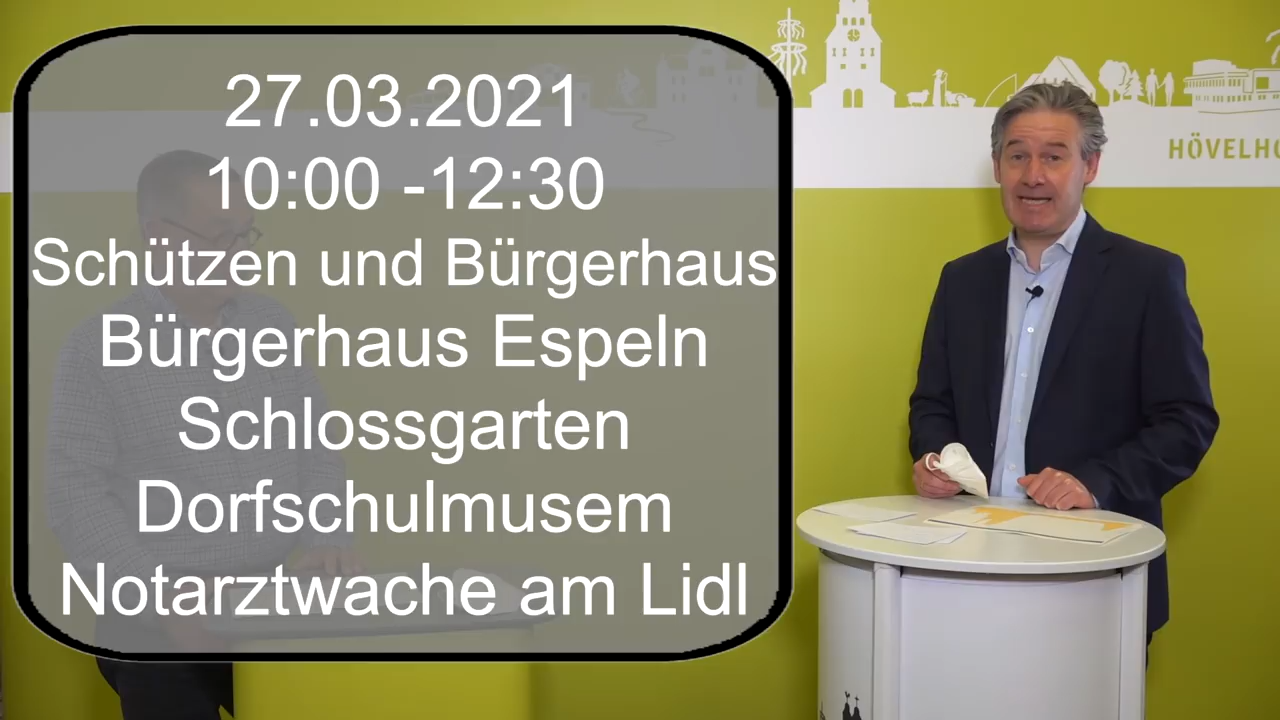 27.03.2021
10:00 -12:30
Schützen und Bürgerhaus
Bürgerhaus Espeln
Schlossgarten
Dorfschulmusem
Notarztwache am Lidl
HÖVELHO